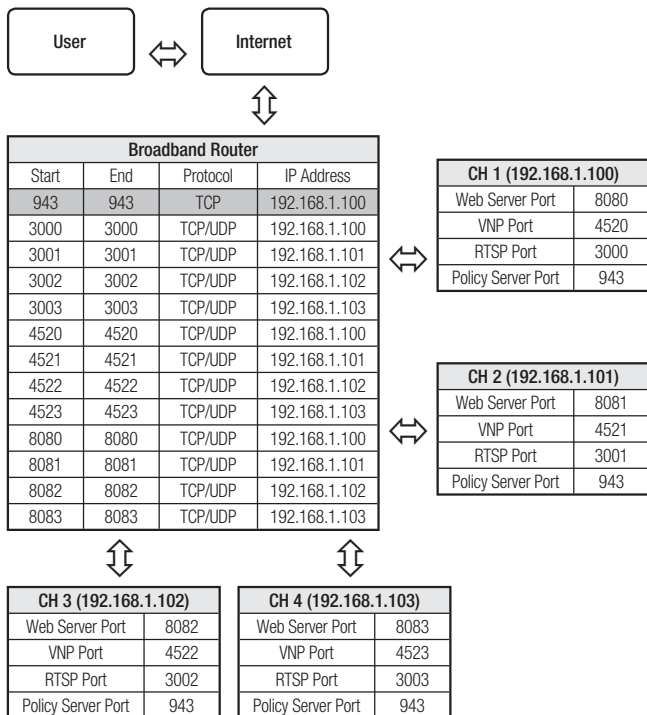 User
Internet
Broadband Router
Start End Protocol IP Address
943 943 TCP 192.168.1.100
3000 3000 TCP/UDP 192.168.1.100
3001 3001 TCP/UDP 192.168.1.101
3002 3002 TCP/UDP 192.168.1.102
3003 3003 TCP/UDP 192.168.1.103
4520 4520 TCP/UDP 192.168.1.100
4521 4521 TCP/UDP 192.168.1.101
4522 4522 TCP/UDP 192.168.1.102
4523 4523 TCP/UDP 192.168.1.103
8080 8080 TCP/UDP 192.168.1.100
8081 8081 TCP/UDP 192.168.1.101
8082 8082 TCP/UDP 192.168.1.102
8083 8083 TCP/UDP 192.168.1.103
CH 1 (192.168.1.100)
Web Server Port 8080
VNP Port 4520
RTSP Port 3000
Policy Server Port 943
CH 2 (192.168.1.101)
Web Server Port 8081
VNP Port 4521
RTSP Port 3001
Policy Server Port 943
CH 3 (192.168.1.102)
Web Server Port 8082
VNP Port 4522
RTSP Port 3002
Policy Server Port 943
CH 4 (192.168.1.103)
Web Server Port 8083
VNP Port 4523
RTSP Port 3003
Policy Server Port 943